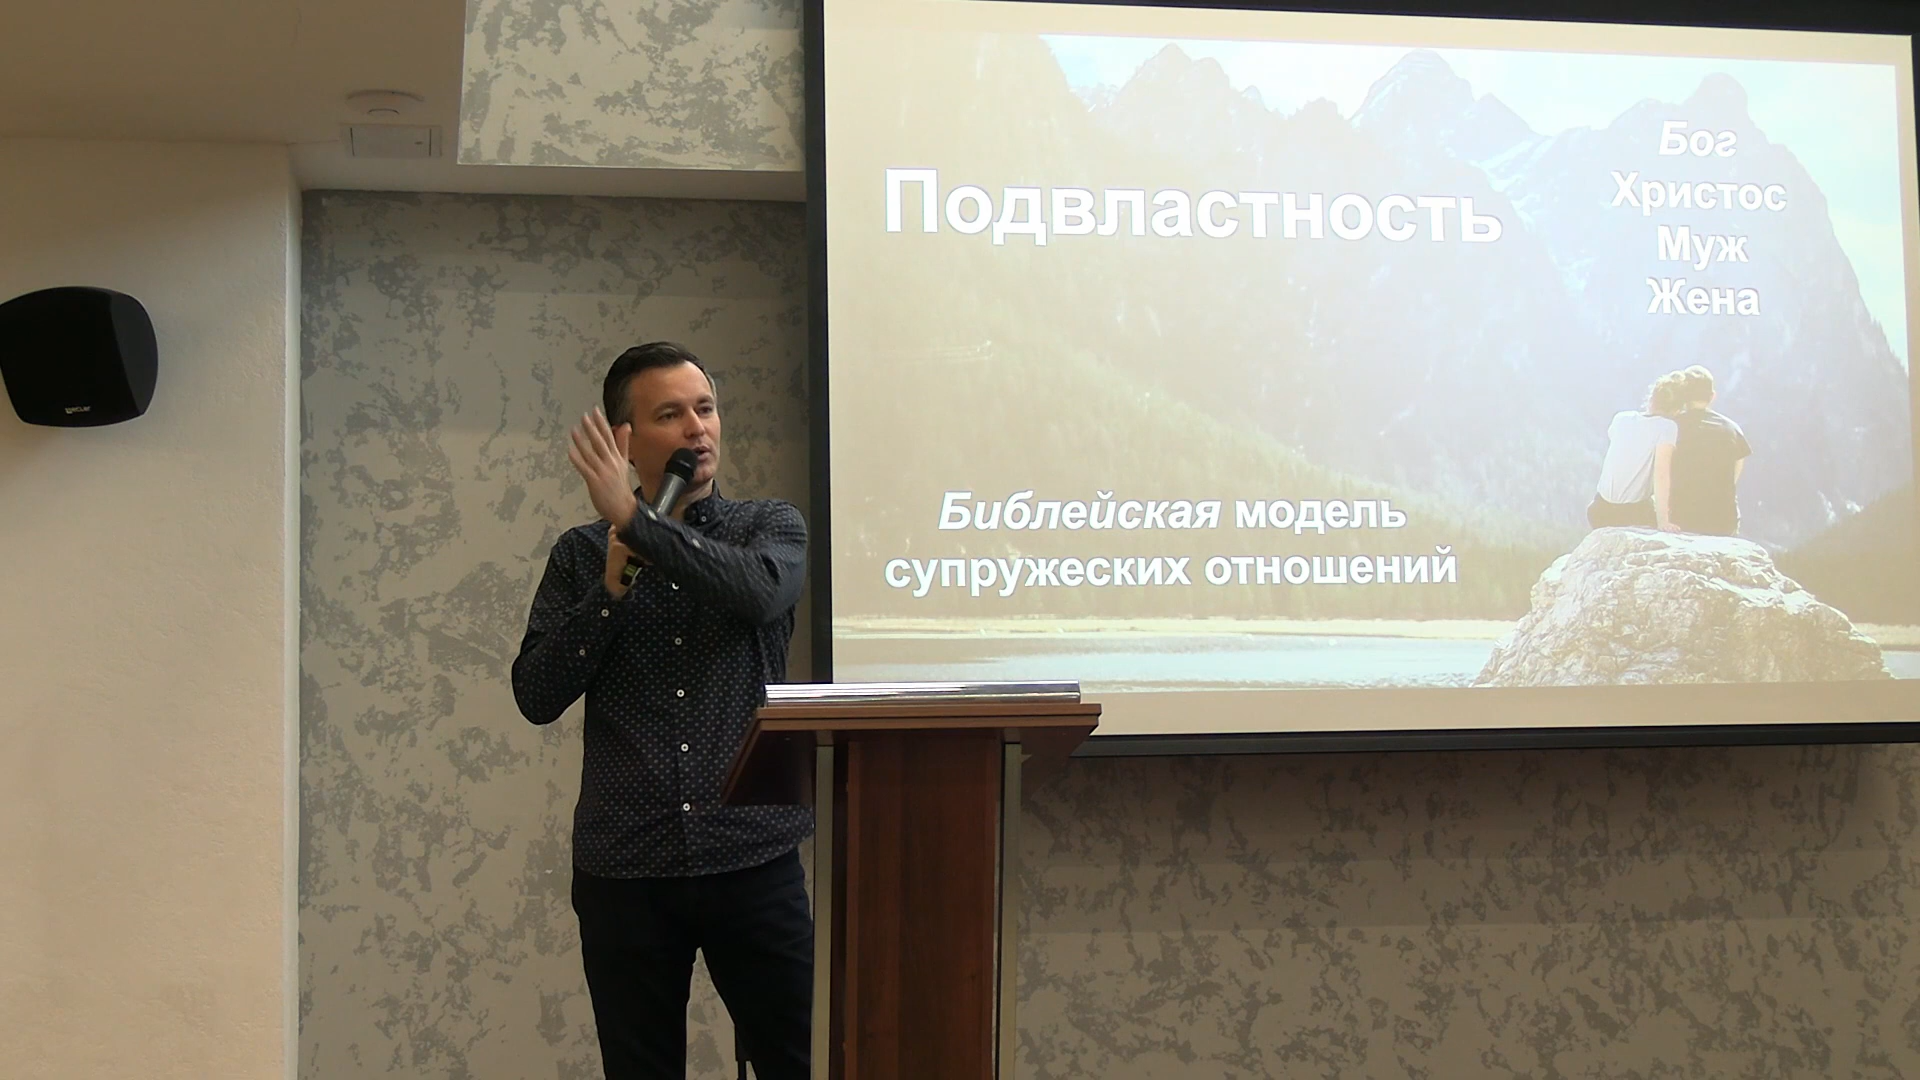 Подвластность
Бог
Христос
Муж
Жена
Библейская модель
супружеских отношений